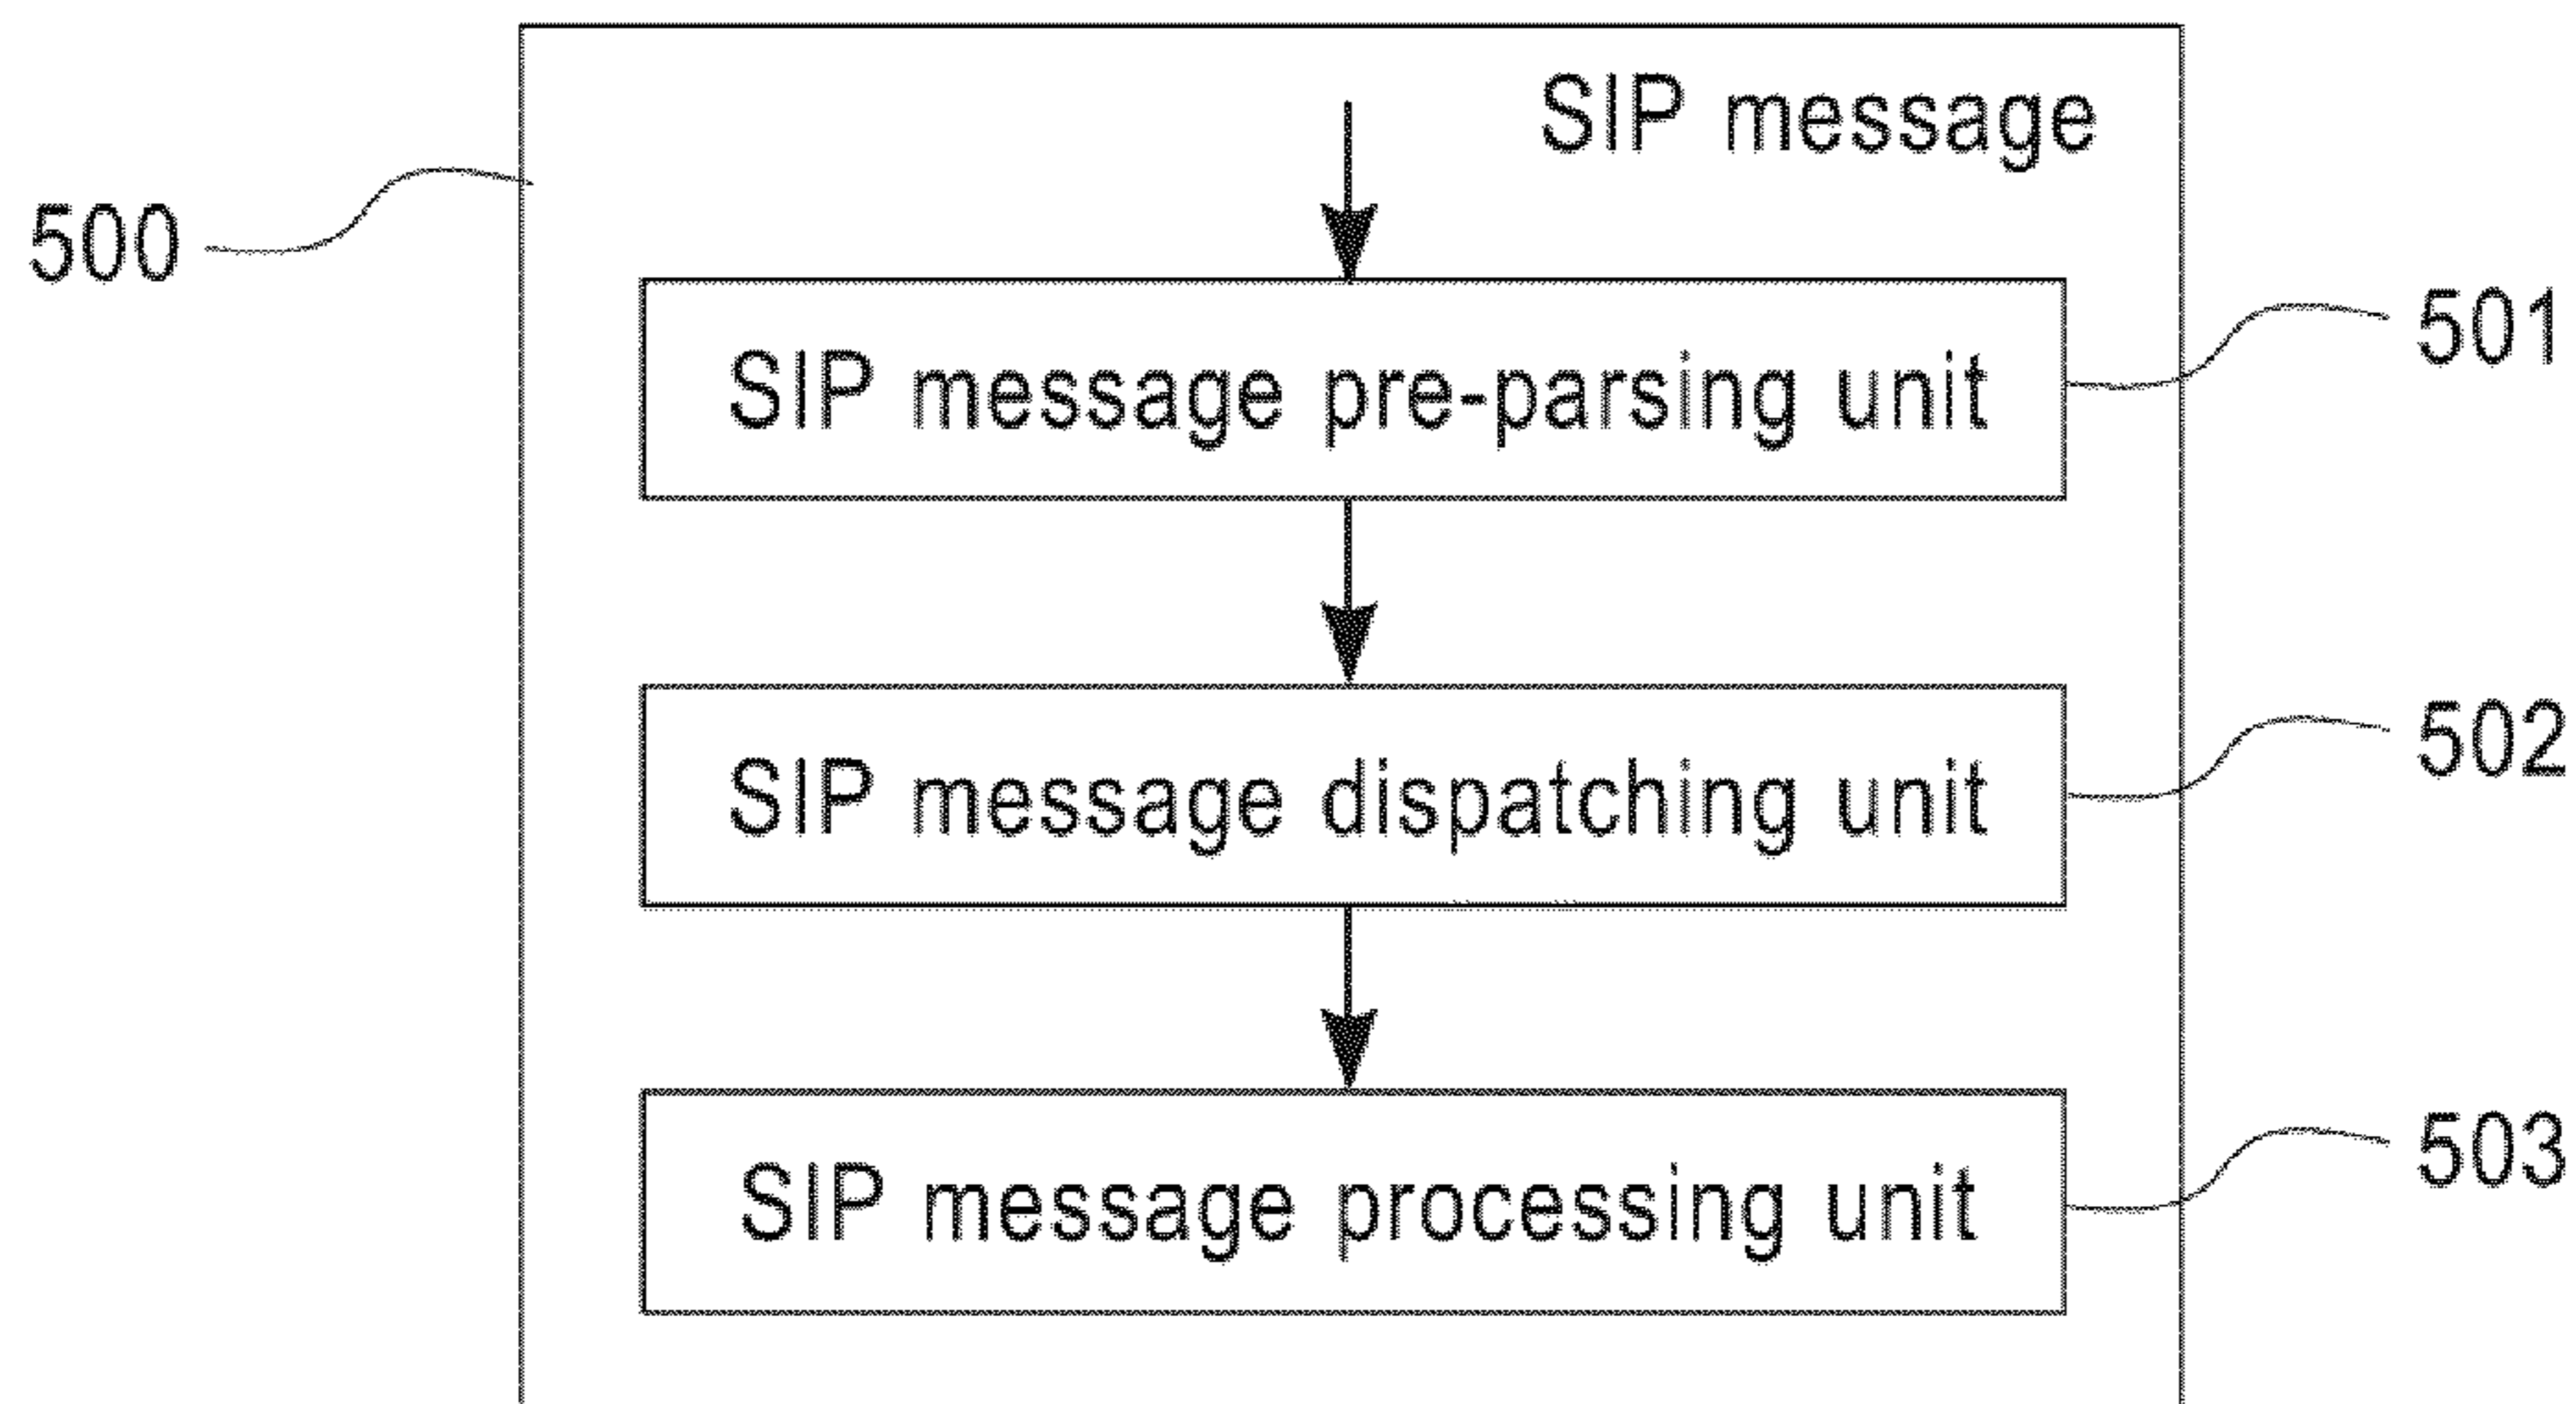 SIP message
500
501
SIP message pre-parsing unit
502
SIP message dispatching unit
503
SIP message processing unit